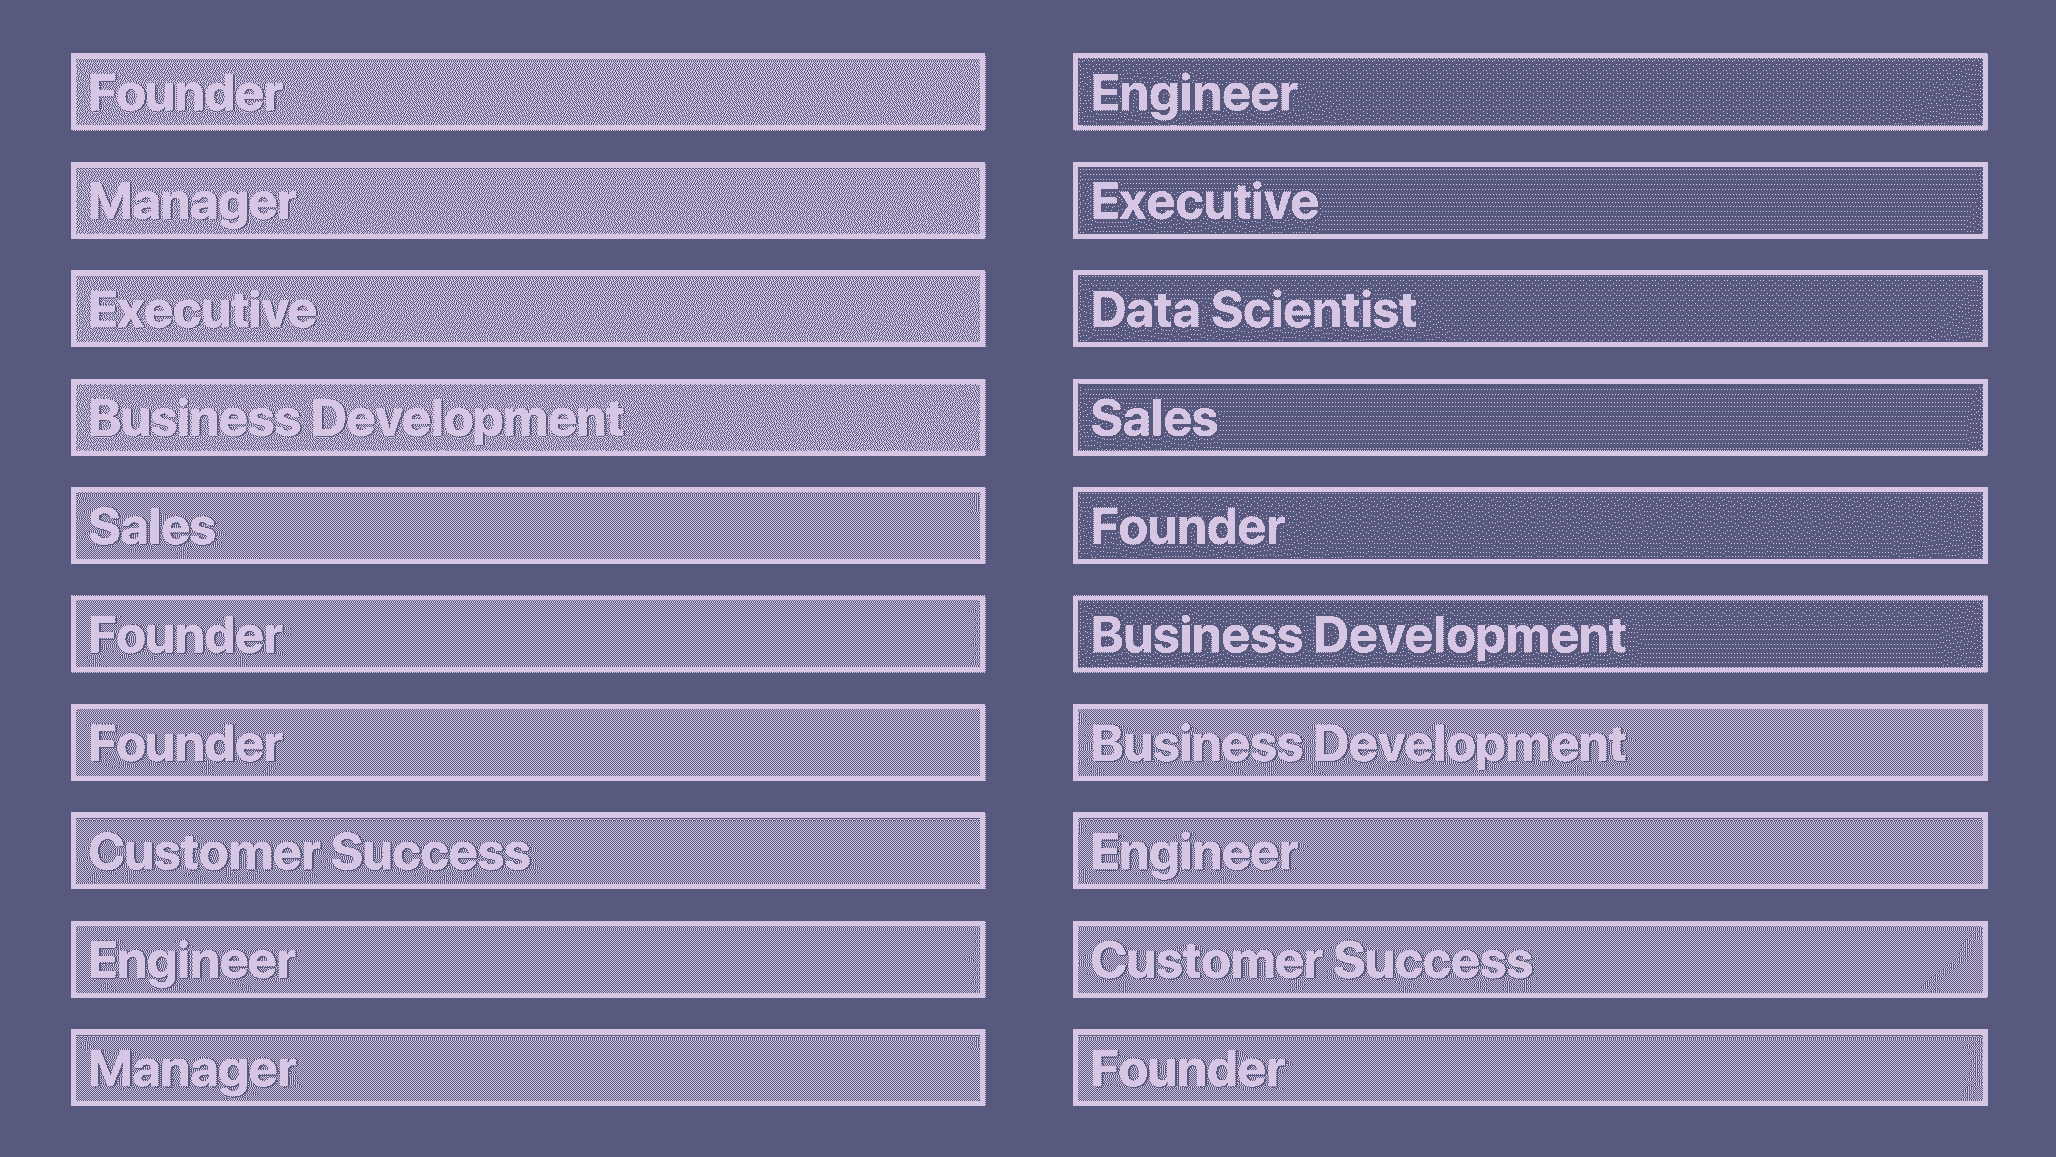 Founder
Manager
Executive
Business Development
Sales
Founder
Founder
Customer Success
Engineer
Manager
Engineer
Executive
Data Scientist
Sales
Founder
Business Development
Business Development
Engineer
Customer Success
Founder